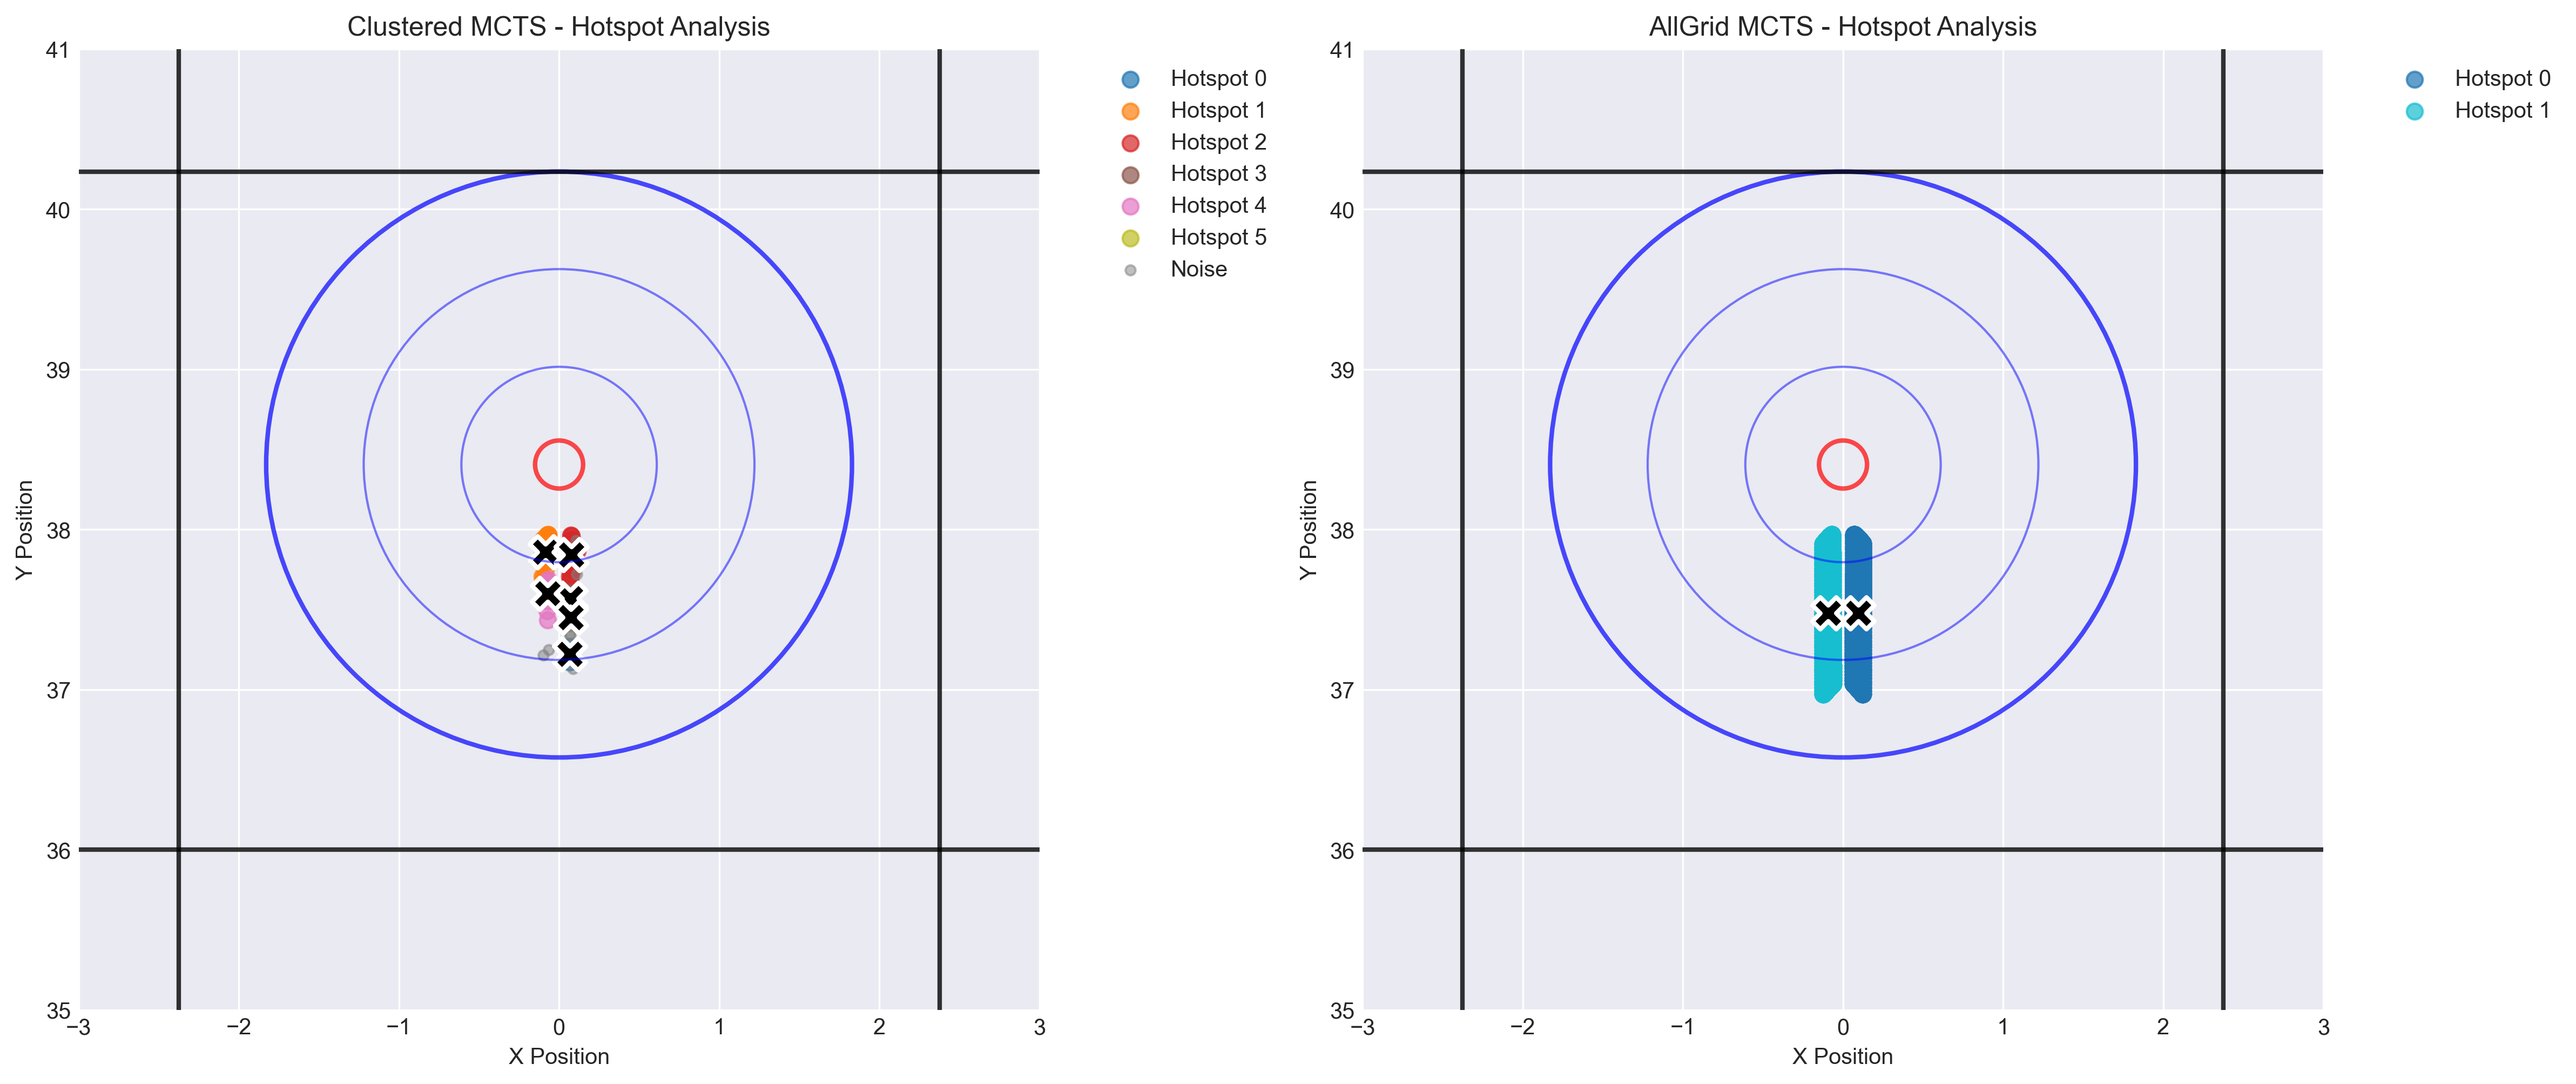 Clustered MCTS - Hotspot Analysis
41
40
39
38
37
36
35
Y Position
−3
−2
−1
0
1
2
3
X Position
Hotspot 0
Hotspot 1
Hotspot 2
Hotspot 3
Hotspot 4
Hotspot 5
Noise
AllGrid MCTS - Hotspot Analysis
41
40
39
38
37
36
35
Y Position
−3
−2
−1
0
1
2
3
X Position
Hotspot 0
Hotspot 1